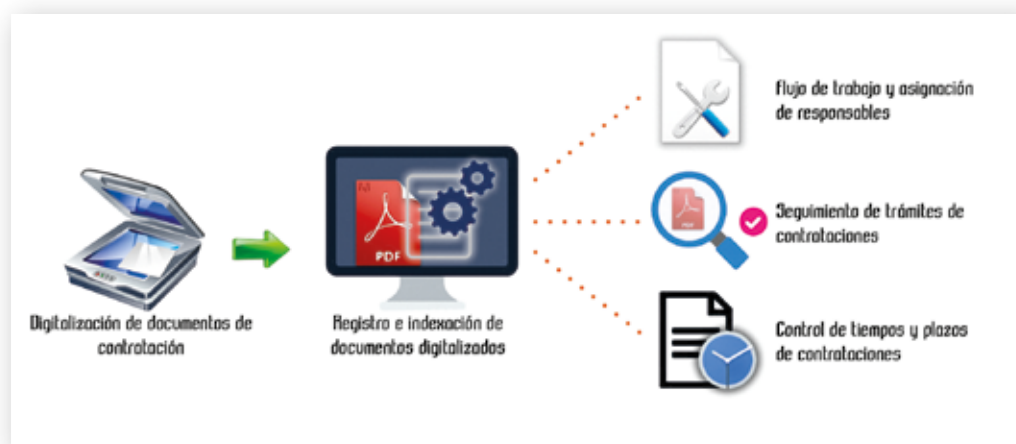 Digitalización de documentos de
contratación
Registro e indexación de
documentos digitalizados
PDF
Flujo de trabajo y asignación
de responsables
PDF
Seguimiento de trámites de
contrataciones
Control de tiempos y plazos
de contrataciones